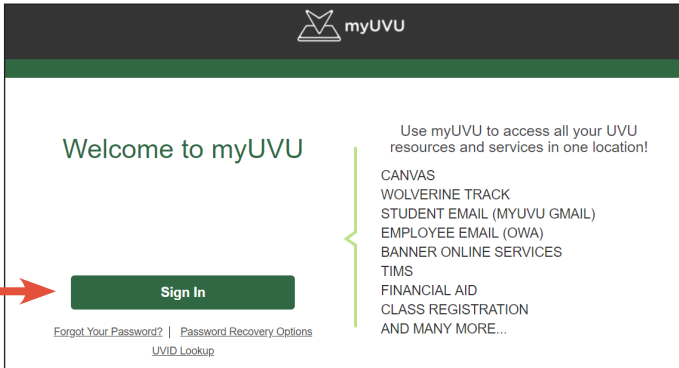 myUVU
Welcome to myUVU
Sign In
Forgot Your Password? | Password Recovery Options
UVID Lookup
Use myUVU to access all your UVU
resources and services in one location!
CANVAS
WOLVERINE TRACK
STUDENT EMAIL (MYUVU GMAIL)
EMPLOYEE EMAIL (OWA)
BANNER ONLINE SERVICES
TIMS
FINANCIAL AID
CLASS REGISTRATION
AND MANY MORE...